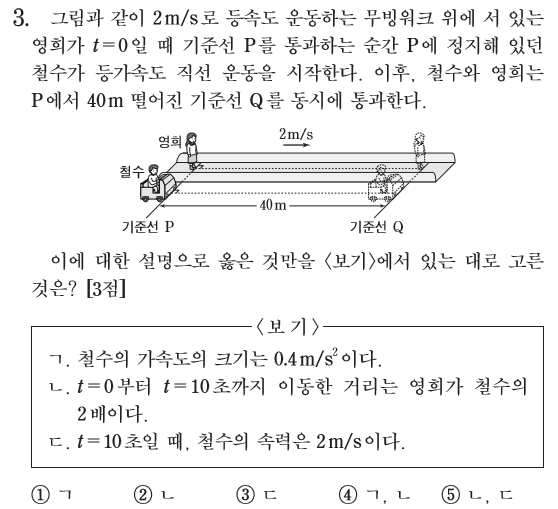 3. 그림과 같이 2m/s로 등속도 운동하는 무빙워크 위에 서 있는
영희가 t=0일 때 기준선 P를 통과하는 순간 P에 정지해 있던
철수가 등가속도 직선 운동을 시작한다. 이후, 철수와 영희는
P에서 40m 떨어진 기준선 Q를 동시에 통과한다.
영희
2m/s
철수
40m
기준선 P
기준선 Q
이에 대한 설명으로 옳은 것만을 <보기>에서 있는 대로 고른
것은? [3점]
<보기>
ㄱ. 철수의 가속도의 크기는 0.4m/s²이다.
ㄴ. t=0부터 t=10초까지 이동한 거리는 영희가 철수의
2배이다.
ㄷ. t=10초일 때, 철수의 속력은 2m/s이다.
① ㄱ ② ㄴ ③ ㄷ ④ ㄱ, ㄴ ⑤ ㄴ, ㄷ